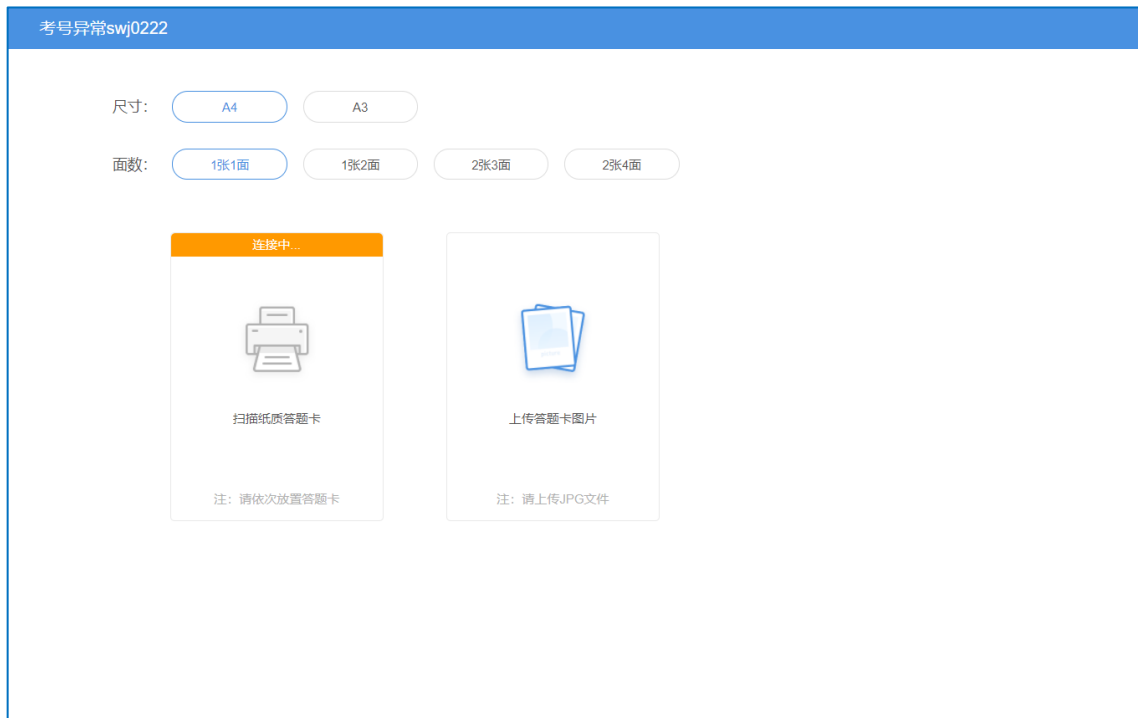 考号异常swj0222
尺寸： A4 A3
面数： 1张1面 1张2面 2张3面 2张4面
连接中...
扫描纸质答题卡 上传答题卡图片
注：请依次放置答题卡 注：请上传JPG文件